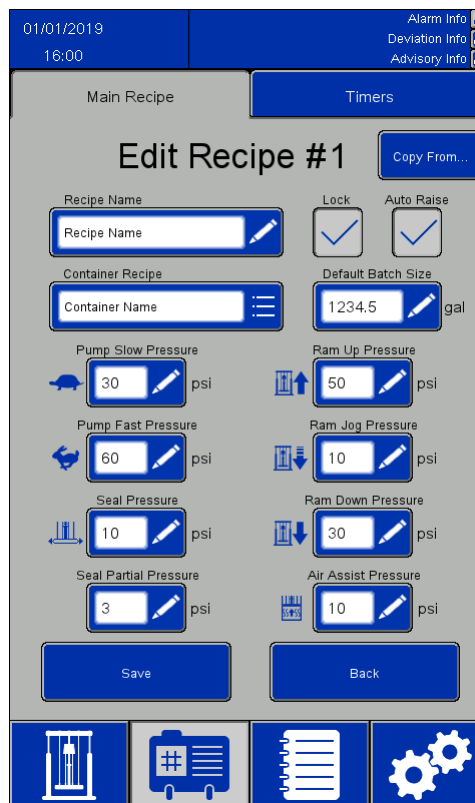 01/01/2019
16:00
Alarm Info
Deviation Info
Advisory Info
Main Recipe
Timers
Edit Recipe #1
Copy From...
Recipe Name
Lock
Auto Raise
Recipe Name
Container Recipe
Default Batch Size
Container Name
1234.5
gal
Pump Slow Pressure
Ram Up Pressure
30
psi
50
psi
Pump Fast Pressure
Ram Jog Pressure
60
psi
10
psi
Seal Pressure
Ram Down Pressure
10
psi
30
psi
Seal Partial Pressure
Air Assist Pressure
3
psi
10
psi
Save
Back
#